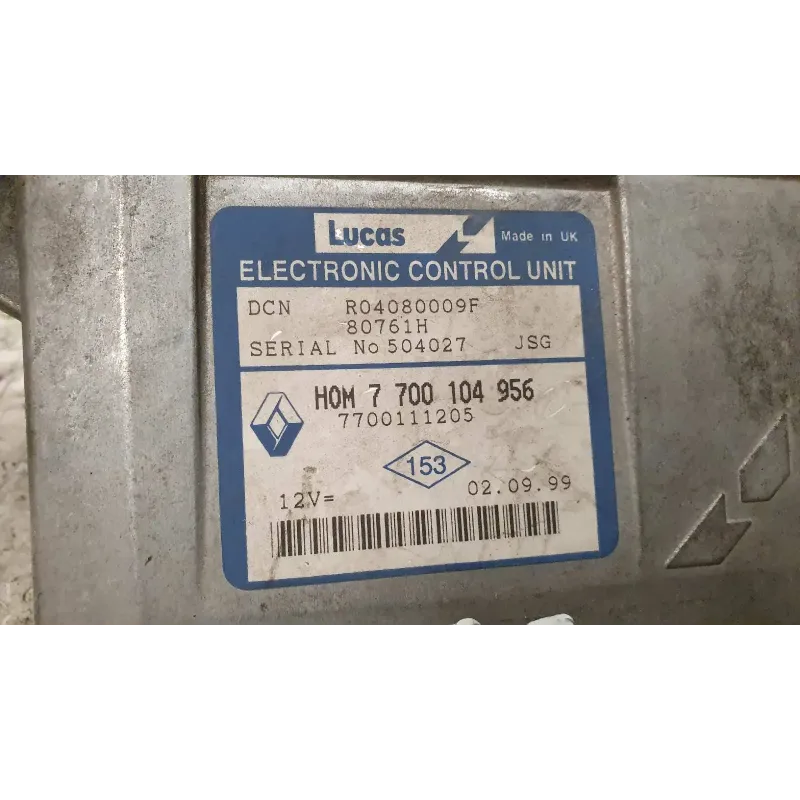 Lucas
Made in UK
ELECTRONIC CONTROL UNIT
DCN R04080009F
80761H
SERIAL No 504027 JSG
HOM 7 700 104 956
7700111205
153
12V= 02.09.99